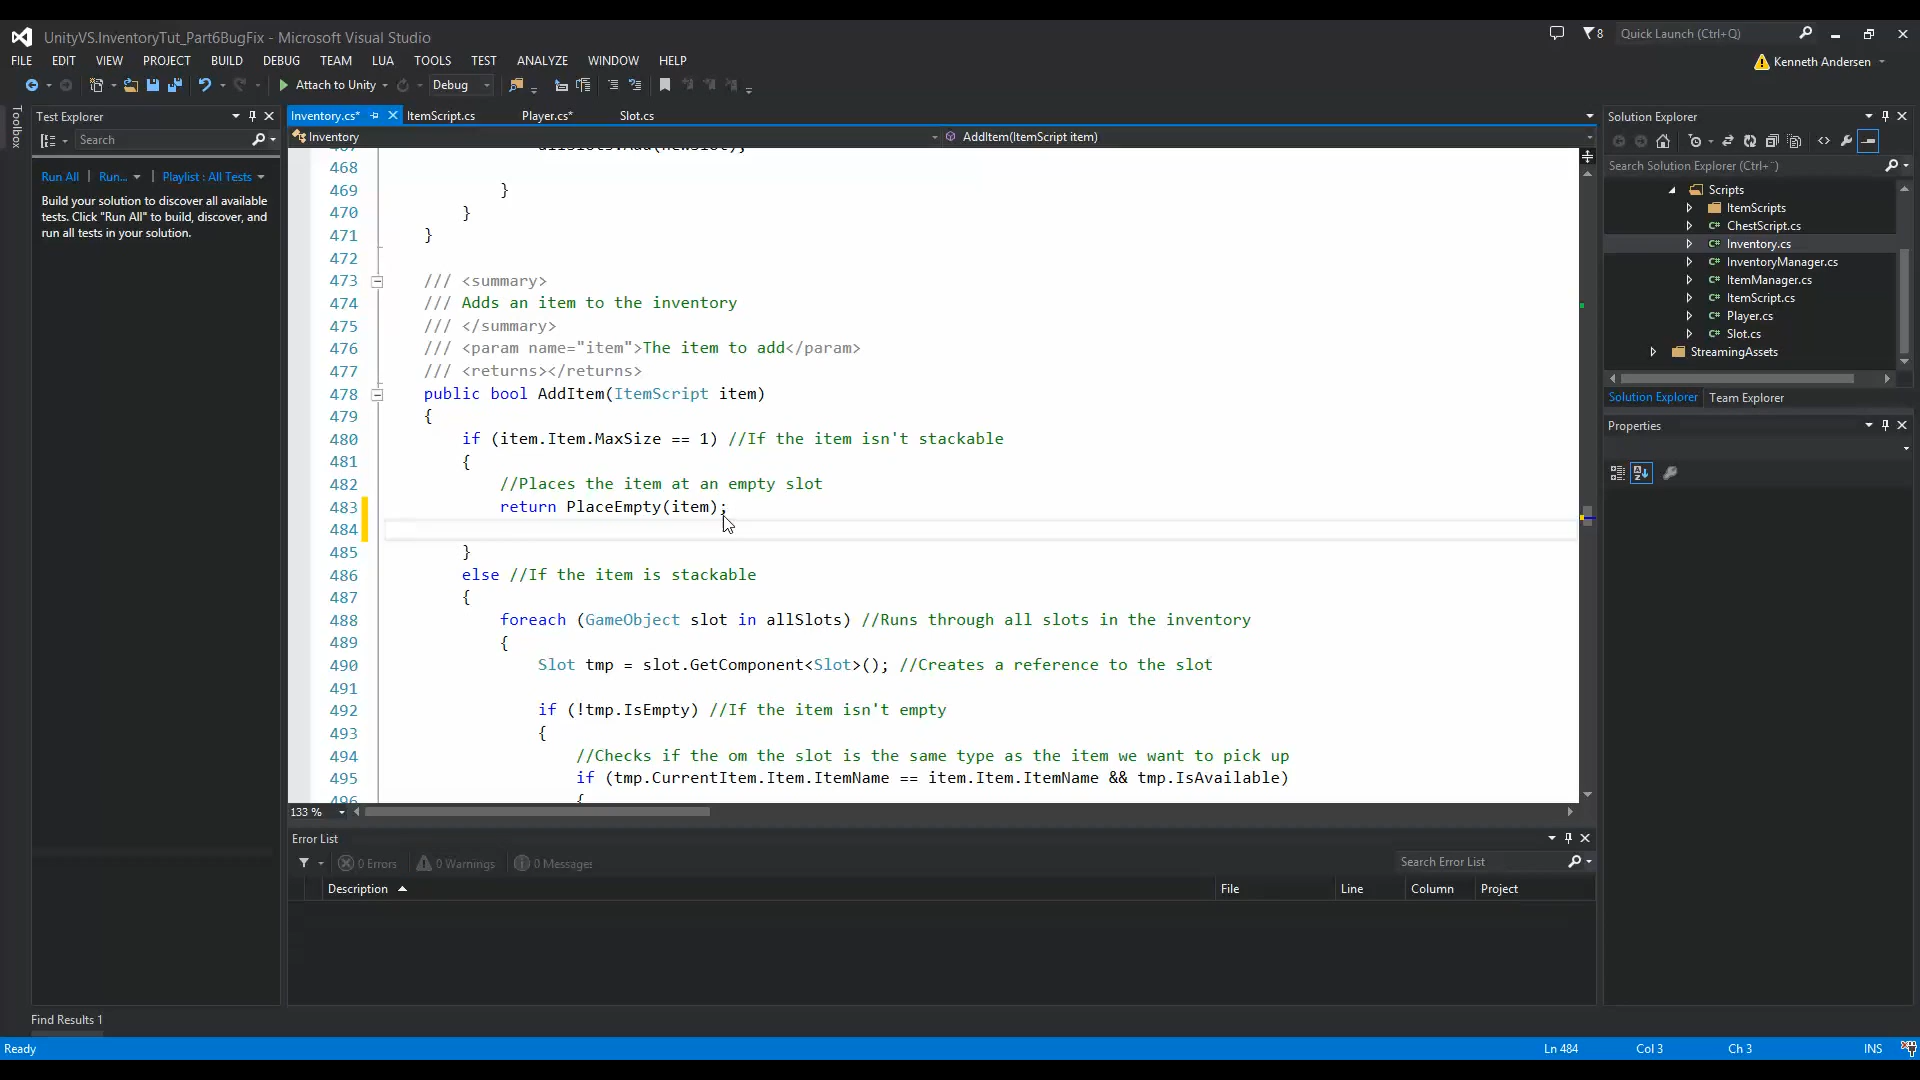 UnityVS.InventoryTut_Part6BugFix - Microsoft Visual Studio
8
Quick Launch (Ctrl+Q)
FILE EDIT VIEW PROJECT BUILD DEBUG TEAM LUA TOOLS TEST ANALYZE WINDOW HELP
Kenneth Andersen
Attach to Unity
Debug
Toolbox
Test Explorer
Search
Run All | Run... | Playlist : All Tests
Build your solution to discover all available
tests. Click "Run All" to build, discover, and
run all tests in your solution.
Inventory.cs* ItemScript.cs Player.cs* Slot.cs
Inventory
AddItem(ItemScript item)
467 allSlots.Add(newSlot);
468
469 }
470 }
471 }
472
473 /// <summary>
474 /// Adds an item to the inventory
475 /// </summary>
476 /// <param name="item">The item to add</param>
477 /// <returns></returns>
478 public bool AddItem(ItemScript item)
479 {
480 if (item.Item.MaxSize == 1) //If the item isn't stackable
481 {
482 //Places the item at an empty slot
483 return PlaceEmpty(item);
484
485 }
486 else //If the item is stackable
487 {
488 foreach (GameObject slot in allSlots) //Runs through all slots in the inventory
489 {
490 Slot tmp = slot.GetComponent<Slot>(); //Creates a reference to the slot
491
492 if (!tmp.IsEmpty) //If the item isn't empty
493 {
494 //Checks if the om the slot is the same type as the item we want to pick up
495 if (tmp.CurrentItem.Item.ItemName == item.Item.ItemName && tmp.IsAvailable)
496 {
133 %
Error List
0 Errors 0 Warnings 0 Messages
Search Error List
Description File Line Column Project
Solution Explorer
Search Solution Explorer (Ctrl+¨)
Scripts
ItemScripts
ChestScript.cs
Inventory.cs
InventoryManager.cs
ItemManager.cs
ItemScript.cs
Player.cs
Slot.cs
StreamingAssets
Solution Explorer Team Explorer
Properties
Find Results 1
Ready
Ln 484 Col 3 Ch 3 INS